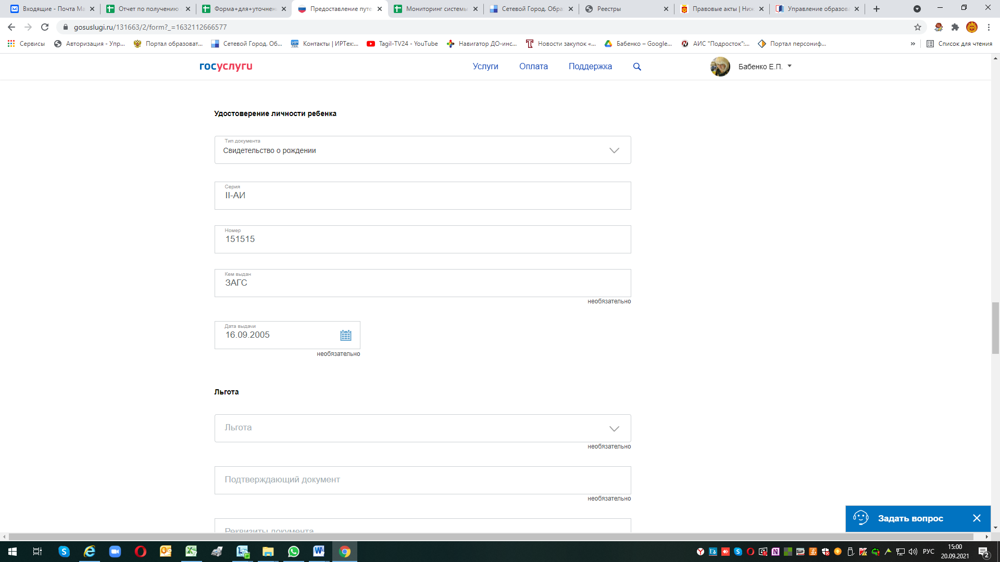 Входящие - Почта Ма
Отчет по получению
Форма+для+уточнен
Предоставление путе
Мониторинг системы
Сетевой Город. Обра
Реестры
Правовые акты | Ниж
Управление образова
gosuslugi.ru/131663/2/form?_=1632112666577
Сервисы
Авторизация - Упр...
Портал образоват...
Сетевой Город. Об...
Контакты | ИРТех:...
Tagil-TV24 - YouTube
Навигатор ДО-инс...
Новости закупок «...
Бабенко – Google...
АИС "Подросток":...
Портал персониф...
»
Список для чтения
госуслуги
Услуги
Оплата
Поддержка
Бабенко Е.П.
Удостоверение личности ребенка
Тип документа
Свидетельство о рождении
Серия
II-АИ
Номер
151515
Кем выдан
ЗАГС
необязательно
Дата выдачи
16.09.2005
необязательно
Льгота
Льгота
необязательно
Подтверждающий документ
необязательно
Реквизиты документа
Задать вопрос
РУС
15:00
20.09.2021
2